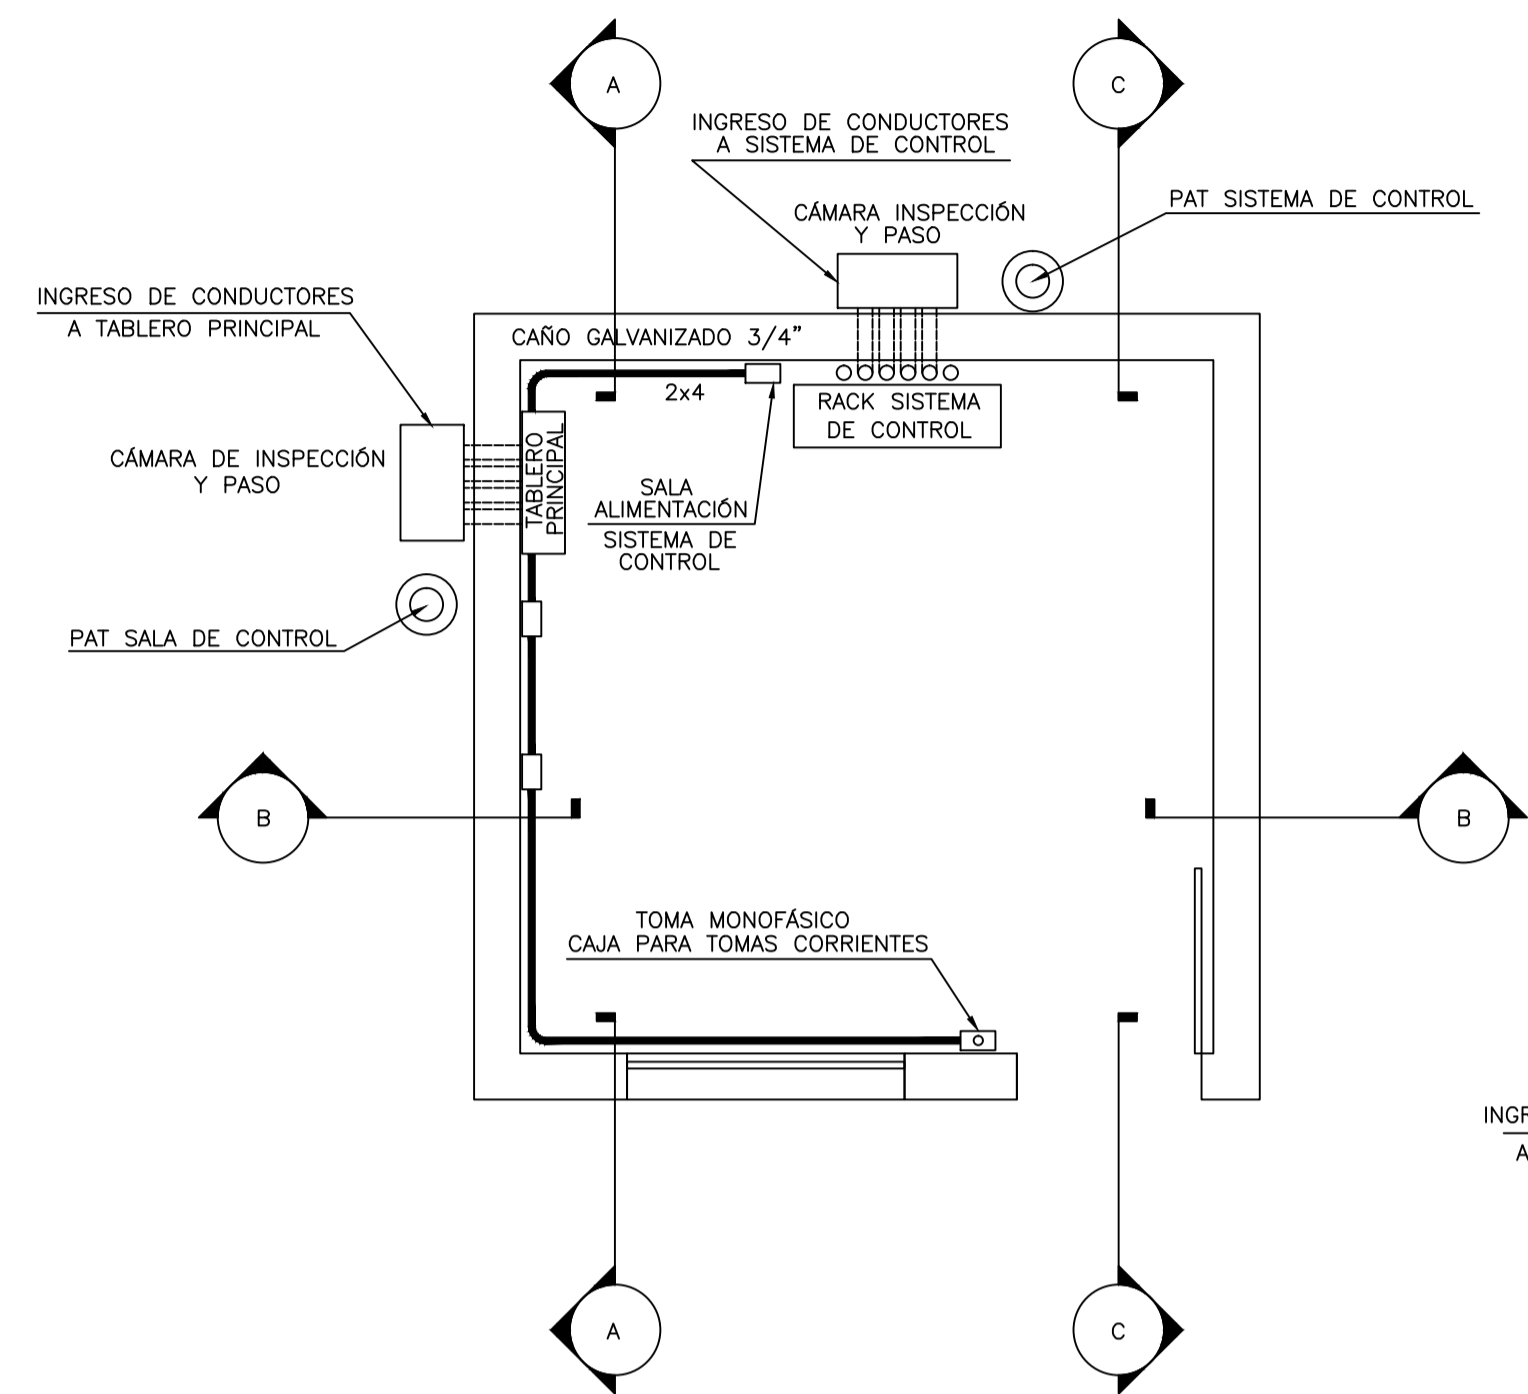 A
C
INGRESO DE CONDUCTORES
A SISTEMA DE CONTROL
PAT SISTEMA DE CONTROL
CÁMARA INSPECCIÓN
Y PASO
INGRESO DE CONDUCTORES
A TABLERO PRINCIPAL
CAÑO GALVANIZADO 3/4"
2x4
RACK SISTEMA
DE CONTROL
TABLERO
PRINCIPAL
CÁMARA DE INSPECCIÓN
Y PASO
SALA
ALIMENTACIÓN
SISTEMA DE
CONTROL
PAT SALA DE CONTROL
B
B
TOMA MONOFÁSICO
CAJA PARA TOMAS CORRIENTES
INGR
A
A
C